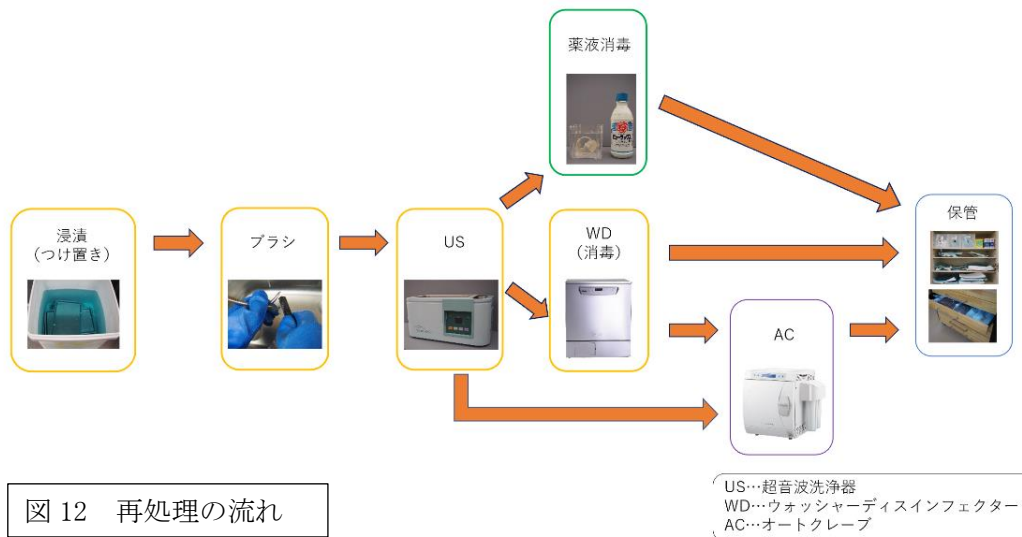 薬液消毒
浸漬
(つけ置き)
ブラシ
US
WD
(消毒)
AC
保管
US…超音波洗浄器
WD…ウォッシャーディスインフェクター
AC…オートクレーブ
図 12 再処理の流れ